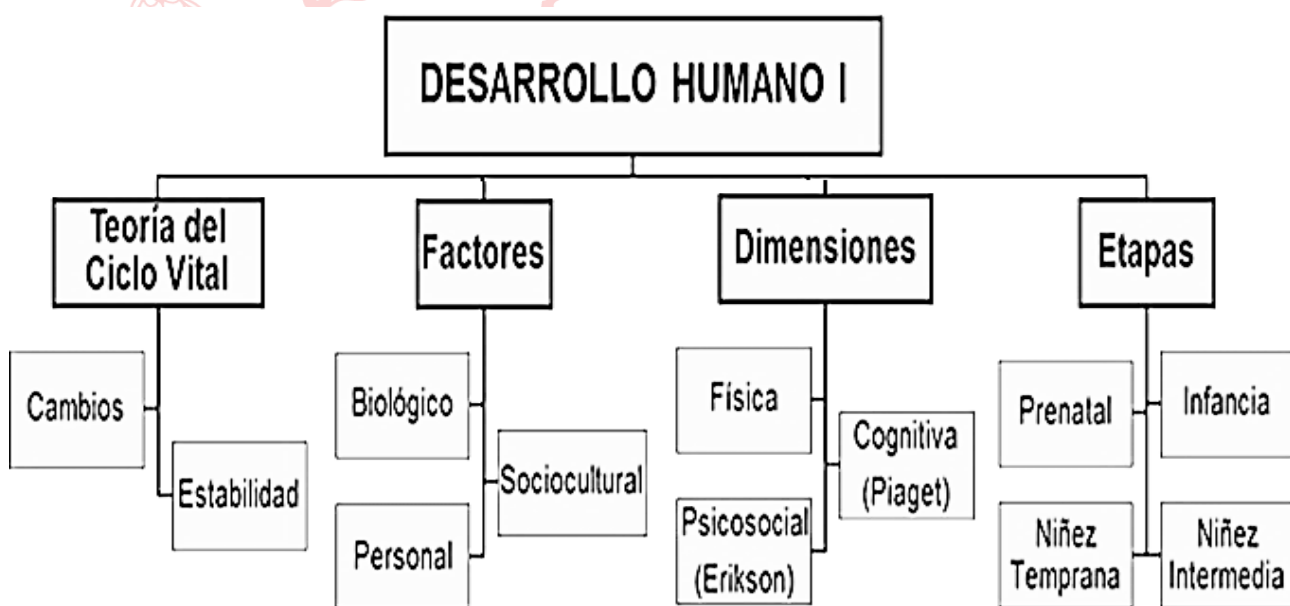 DESARROLLO HUMANO I
Teoría del
Ciclo Vital
Cambios
Estabilidad
Factores
Biológico
Sociocultural
Personal
Dimensiones
Física
Cognitiva
(Piaget)
Psicosocial
(Erikson)
Etapas
Prenatal
Infancia
Niñez
Temprana
Niñez
Intermedia